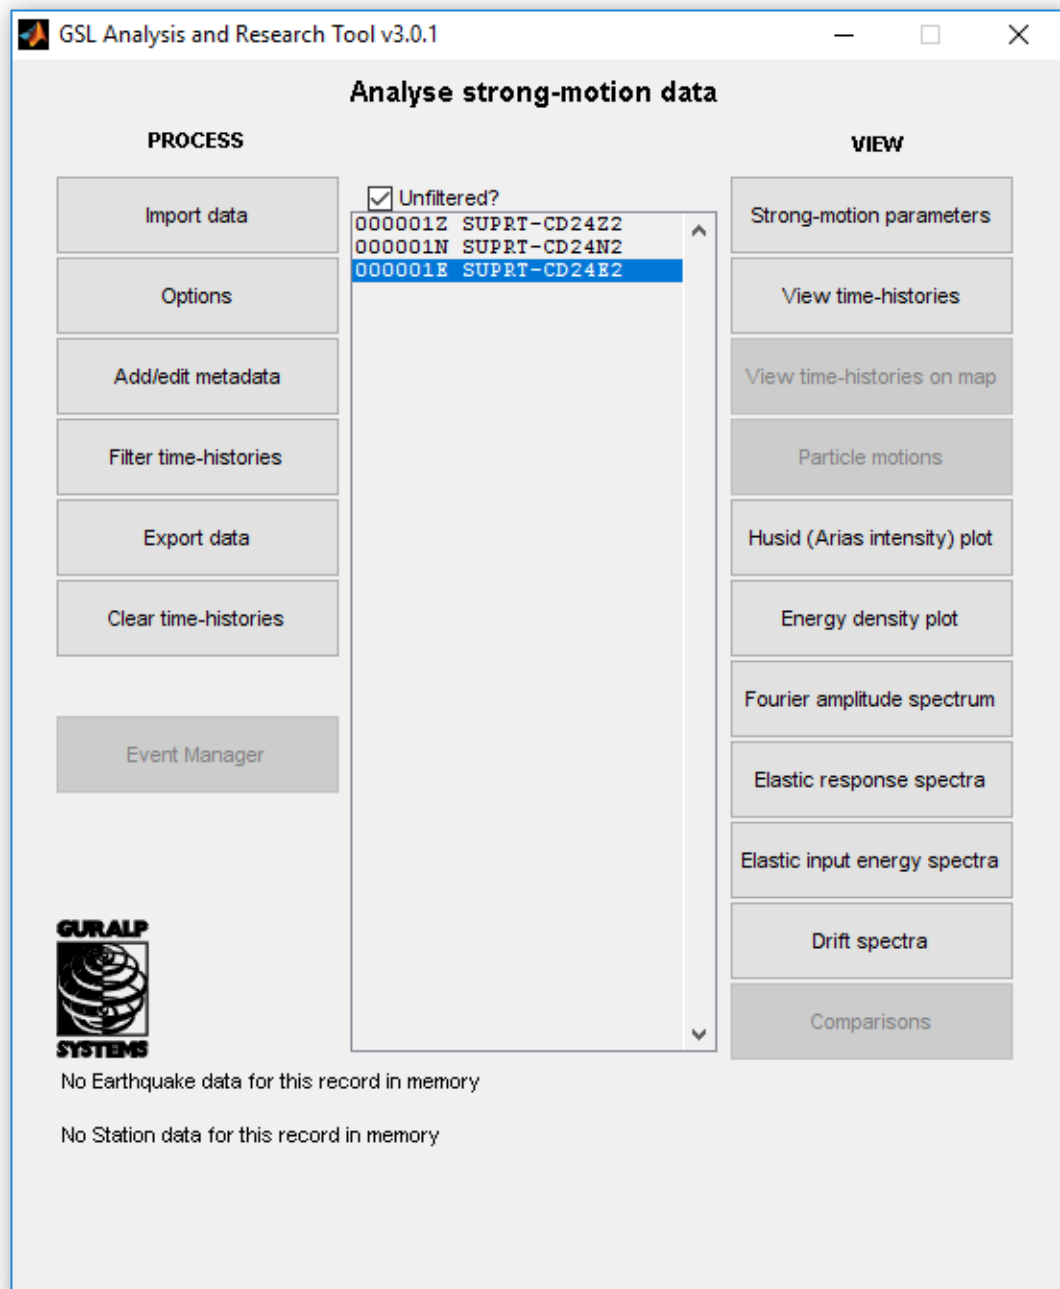 GSL Analysis and Research Tool v3.0.1
Analyse strong-motion data
PROCESS
Import data
Options
Add/edit metadata
Filter time-histories
Export data
Clear time-histories
Event Manager
Unfiltered?
000001Z SUPRT-CD24Z2
000001N SUPRT-CD24N2
000001E SUPRT-CD24E2
VIEW
Strong-motion parameters
View time-histories
View time-histories on map
Particle motions
Husid (Arias intensity) plot
Energy density plot
Fourier amplitude spectrum
Elastic response spectra
Elastic input energy spectra
Drift spectra
Comparisons
GURALP
SYSTEMS
No Earthquake data for this record in memory
No Station data for this record in memory